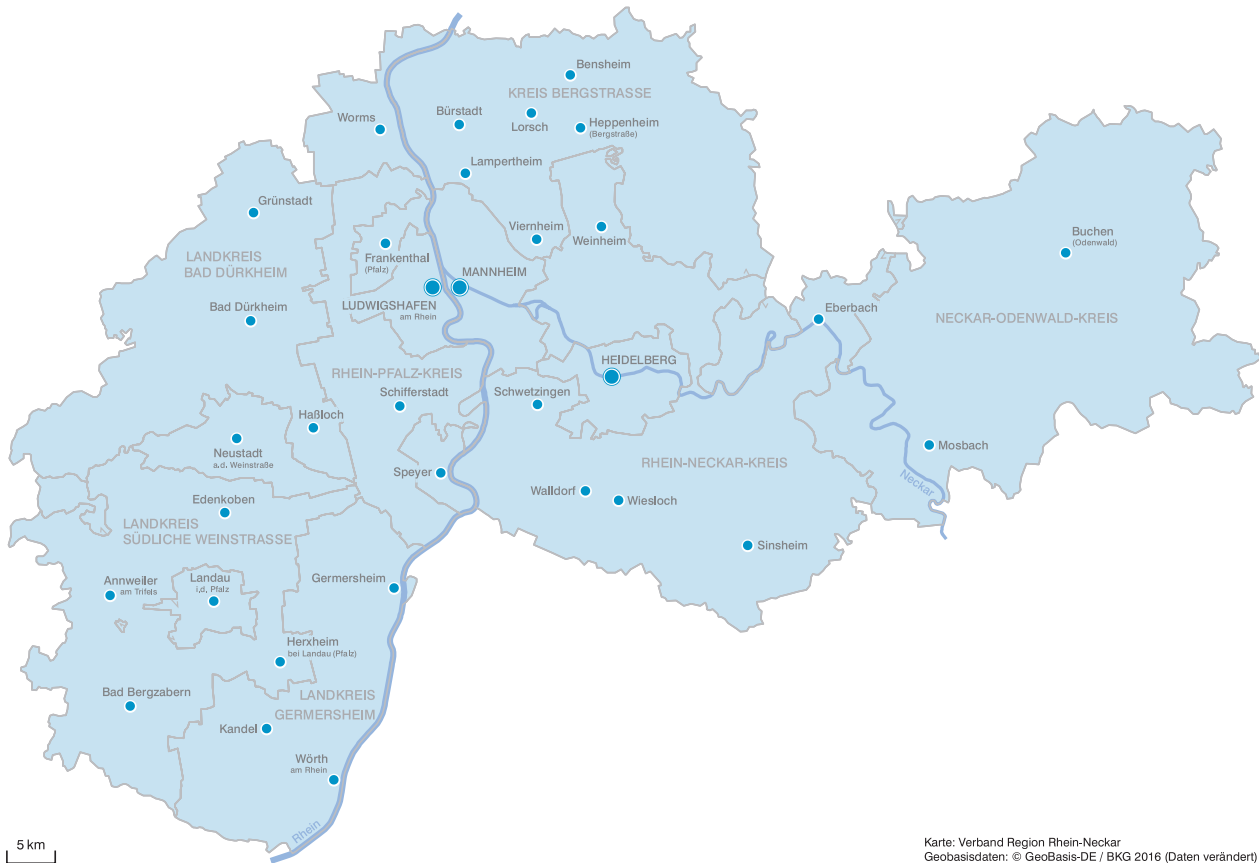 Bensheim
KREIS BERGSTRASSE
Bürstadt
Worms
Lorsch
Heppenheim
(Bergstraße)
Lampertheim
Grünstadt
Viernheim
Weinheim
Buchen
(Odenwald)
Frankenthal
(Pfalz)
LANDKREIS
BAD DÜRKHEIM
MANNHEIM
LUDWIGSHAFEN
am Rhein
Bad Dürkheim
Eberbach
NECKAR-ODENWALD-KREIS
HEIDELBERG
RHEIN-PFALZ-KREIS
Schifferstadt
Schwetzingen
Haßloch
Neustadt
a.d. Weinstraße
Mosbach
RHEIN-NECKAR-KREIS
Speyer
Neckar
Walldorf
Wiesloch
Edenkoben
LANDKREIS
SÜDLICHE WEINSTRASSE
Sinsheim
Annweiler
am Trifels
Landau
i,d, Pfalz
Germersheim
Herxheim
bei Landau (Pfalz)
Bad Bergzabern
LANDKREIS
GERMERSHEIM
Kandel
Wörth
am Rhein
Rhein
5 km
Karte: Verband Region Rhein-Neckar
Geobasisdaten: © GeoBasis-DE / BKG 2016 (Daten verändert)